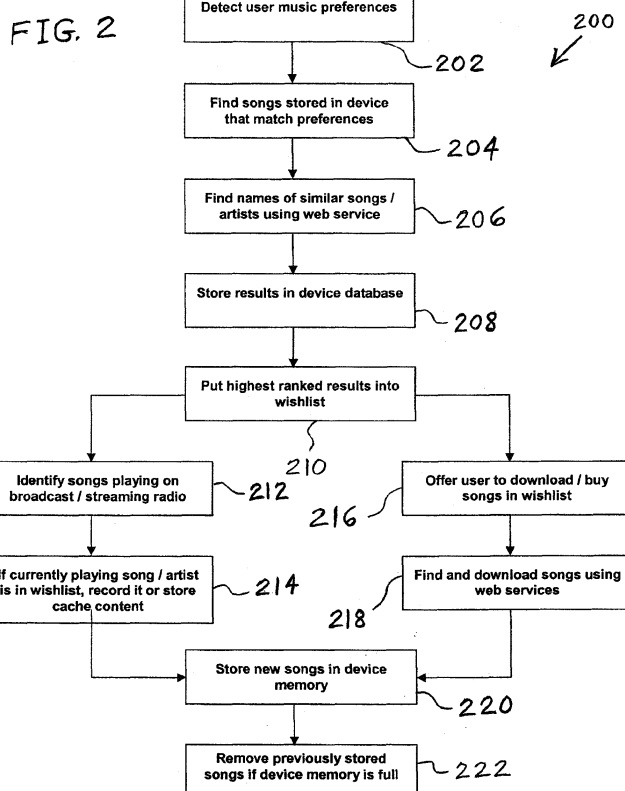 FIG. 2
200
Detect user music preferences
202
Find songs stored in device
that match preferences
204
Find names of similar songs /
artists using web service
206
Store results in device database
208
Put highest ranked results into
wishlist
210
Identify songs playing on
broadcast / streaming radio
212
If currently playing song / artist
is in wishlist, record it or store
cache content
214
Offer user to download / buy
songs in wishlist
216
Find and download songs using
web services
218
Store new songs in device
memory
220
Remove previously stored
songs if device memory is full
222